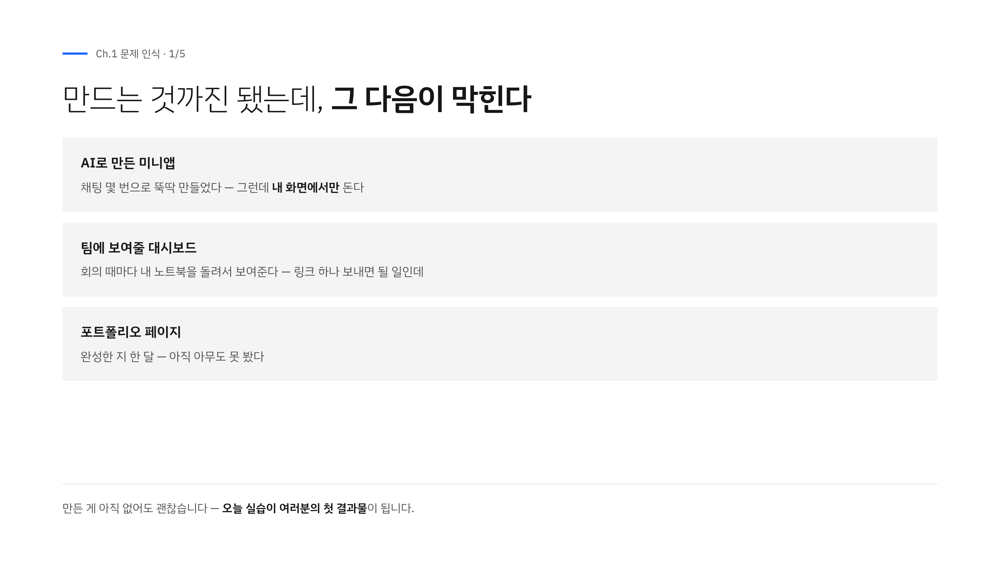 Ch.1 문제 인식 · 1/5
만드는 것까진 됐는데, 그 다음이 막힌다
AI로 만든 미니앱
채팅 몇 번으로 뚝딱 만들었다 — 그런데 내 화면에서만 돈다
팀에 보여줄 대시보드
회의 때마다 내 노트북을 돌려서 보여준다 — 링크 하나 보내면 될 일인데
포트폴리오 페이지
완성한 지 한 달 — 아직 아무도 못 봤다
만든 게 아직 없어도 괜찮습니다 — 오늘 실습이 여러분의 첫 결과물이 됩니다.